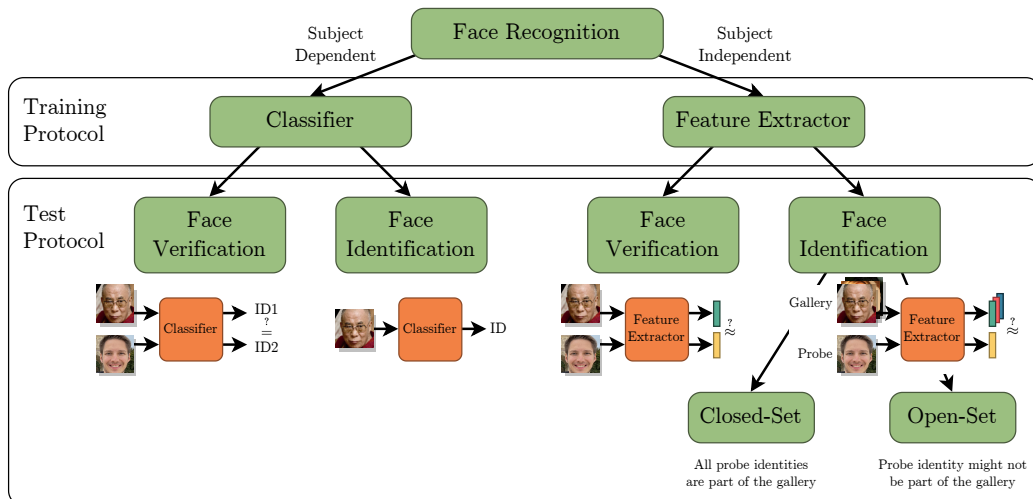 Face Recognition
Subject
Dependent
Subject
Independent
Training
Protocol
Classifier
Feature Extractor
Test
Protocol
Face
Verification
Face
Identification
Face
Verification
Face
Identification
Classifier
ID1
?
=
ID2
Classifier
ID
Feature
Extractor
?
≈
Gallery
Probe
Feature
Extractor
?
≈
Closed-Set
Open-Set
All probe identities
are part of the gallery
Probe identity might not
be part of the gallery